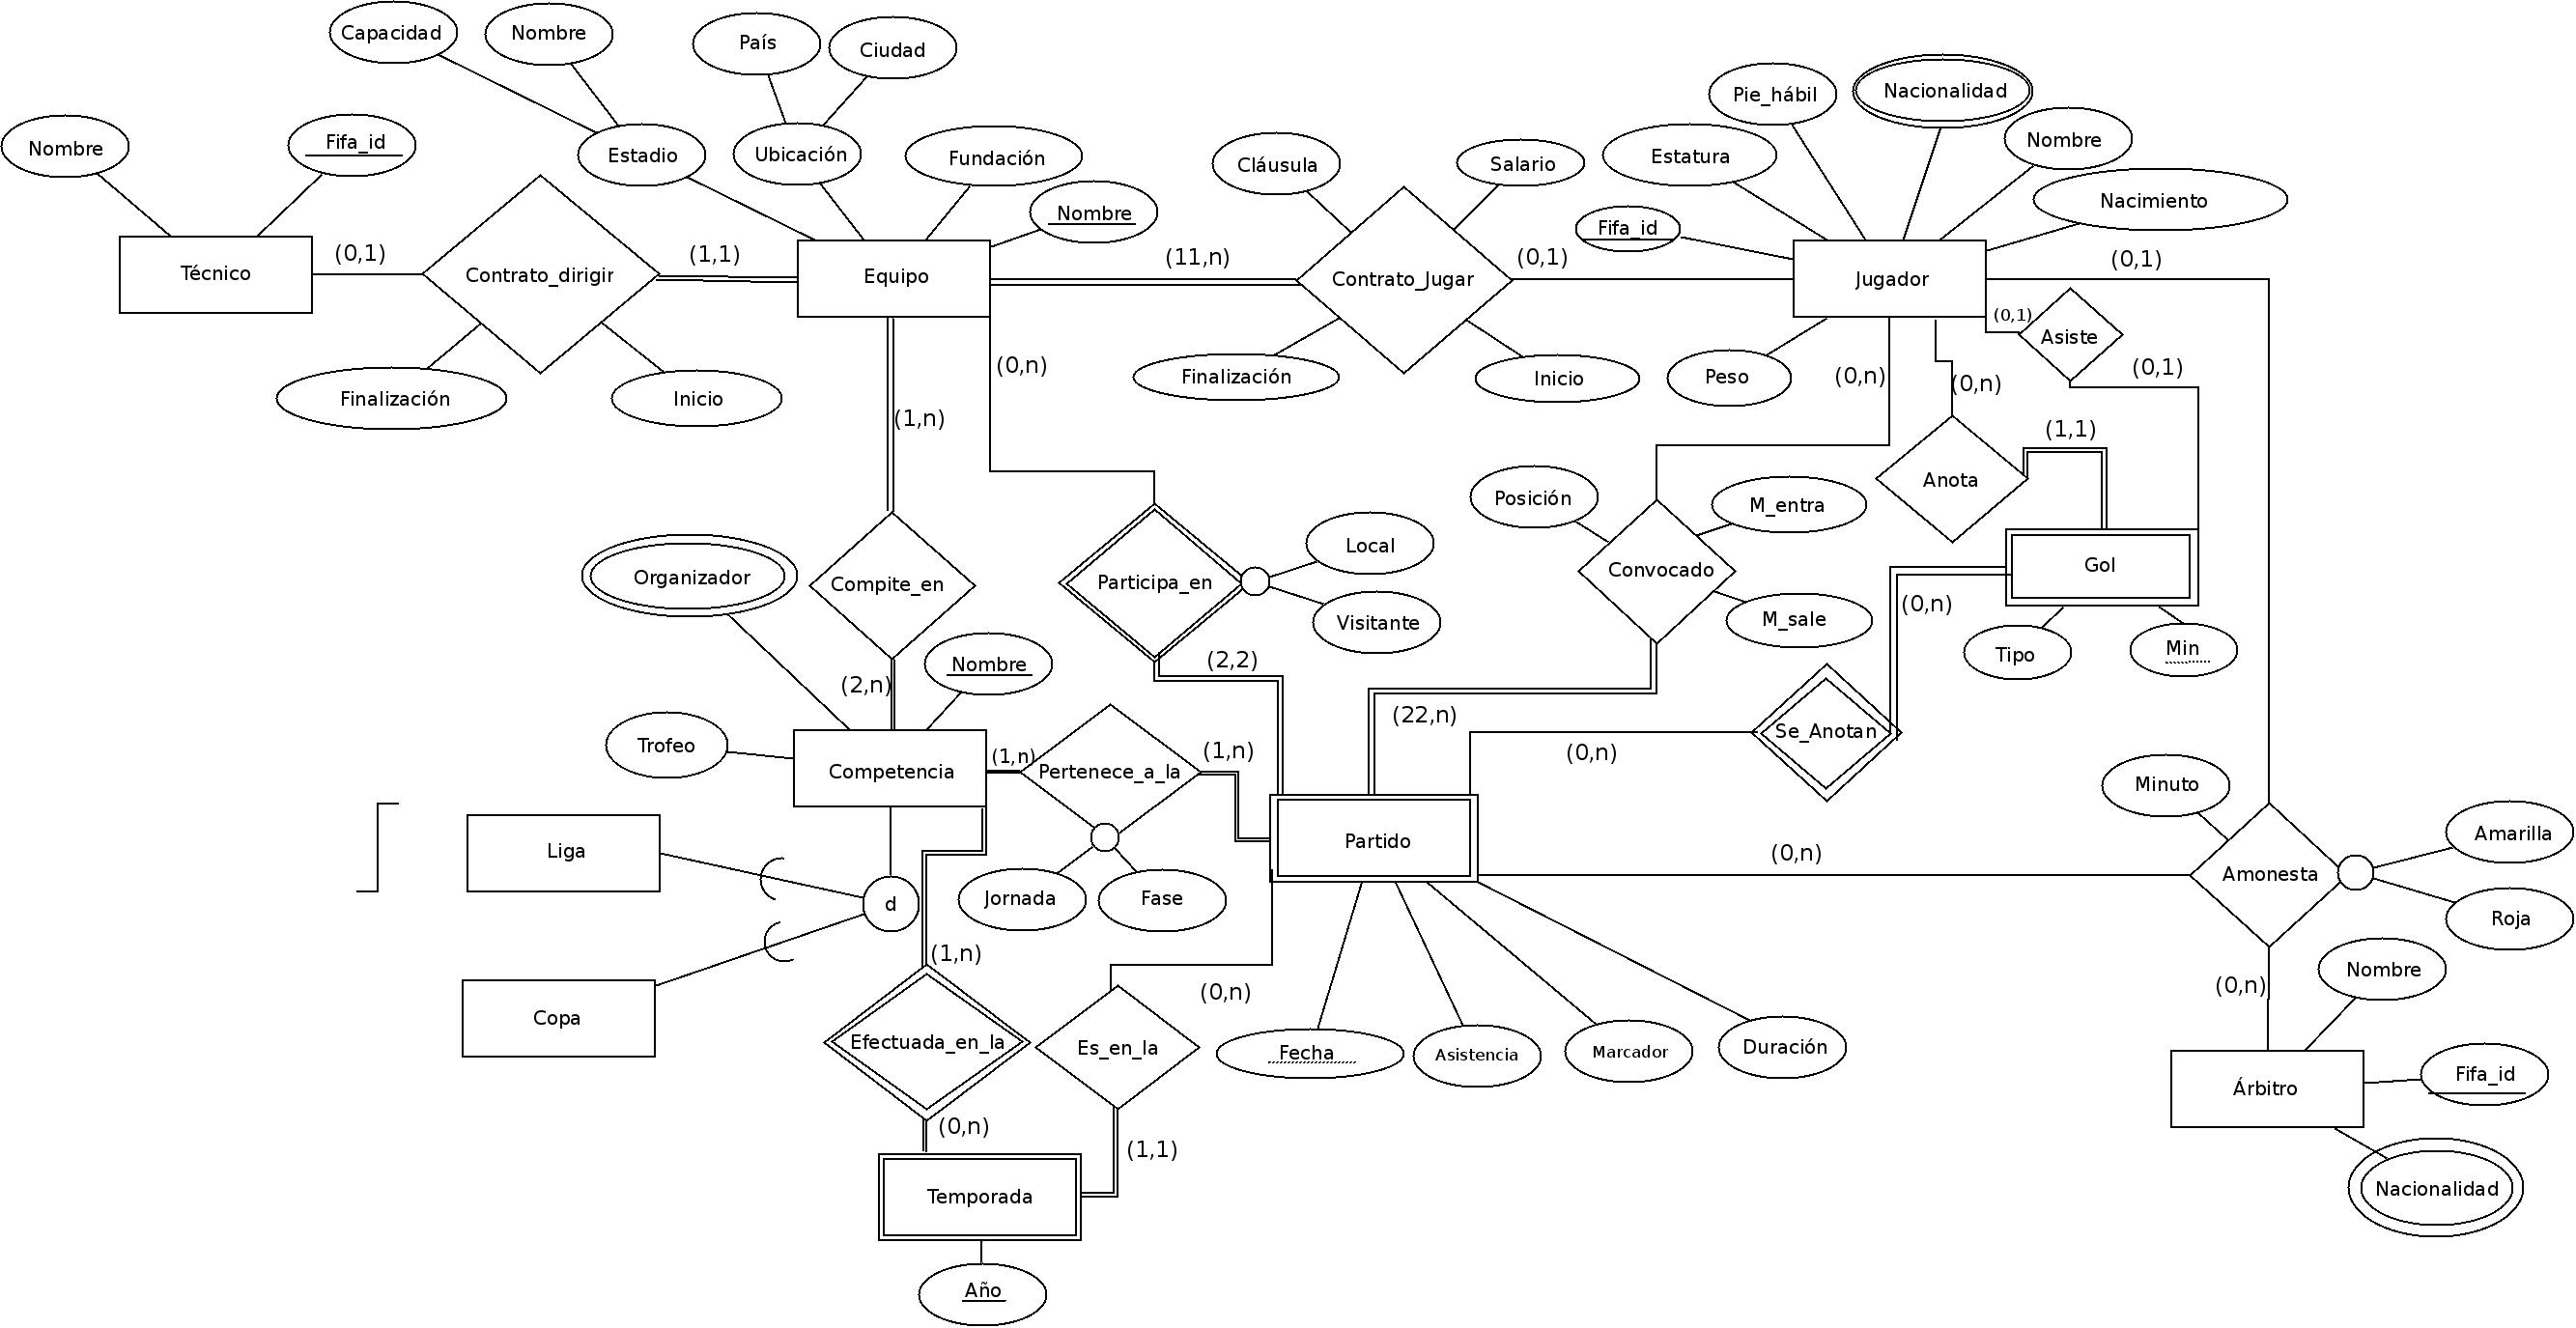 Capacidad
Nombre
País
Ciudad
Nombre
Fifa_id
Estadio
Ubicación
Fundación
Nombre
Cláusula
Salario
Estatura
Pie_hábil
Nacionalidad
Nombre
Nacimiento
Fifa_id
Técnico
(0,1)
Contrato_dirigir
(1,1)
Equipo
(11,n)
Contrato_Jugar
(0,1)
Jugador
(0,1)
(0,1)
Asiste
(0,1)
Finalización
Inicio
(0,n)
(1,n)
Finalización
Inicio
Peso
(0,n)
(0,n)
(1,1)
Anota
Posición
M_entra
Convocado
M_sale
Gol
(0,n)
Tipo
Min
Organizador
Compite_en
Participa_en
Local
Visitante
(2,2)
(2,n)
Nombre
Trofeo
Competencia
(1,n)
Pertenece_a_la
(1,n)
(22,n)
(0,n)
Se_Anotan
Jornada
Fase
Partido
(0,n)
Minuto
Amonesta
Amarilla
Roja
Liga
d
Copa
(1,n)
(0,n)
Efectuada_en_la
Es_en_la
Fecha
Asistencia
Marcador
Duración
(0,n)
Nombre
Árbitro
Fifa_id
Nacionalidad
(0,n)
(1,1)
Temporada
Año